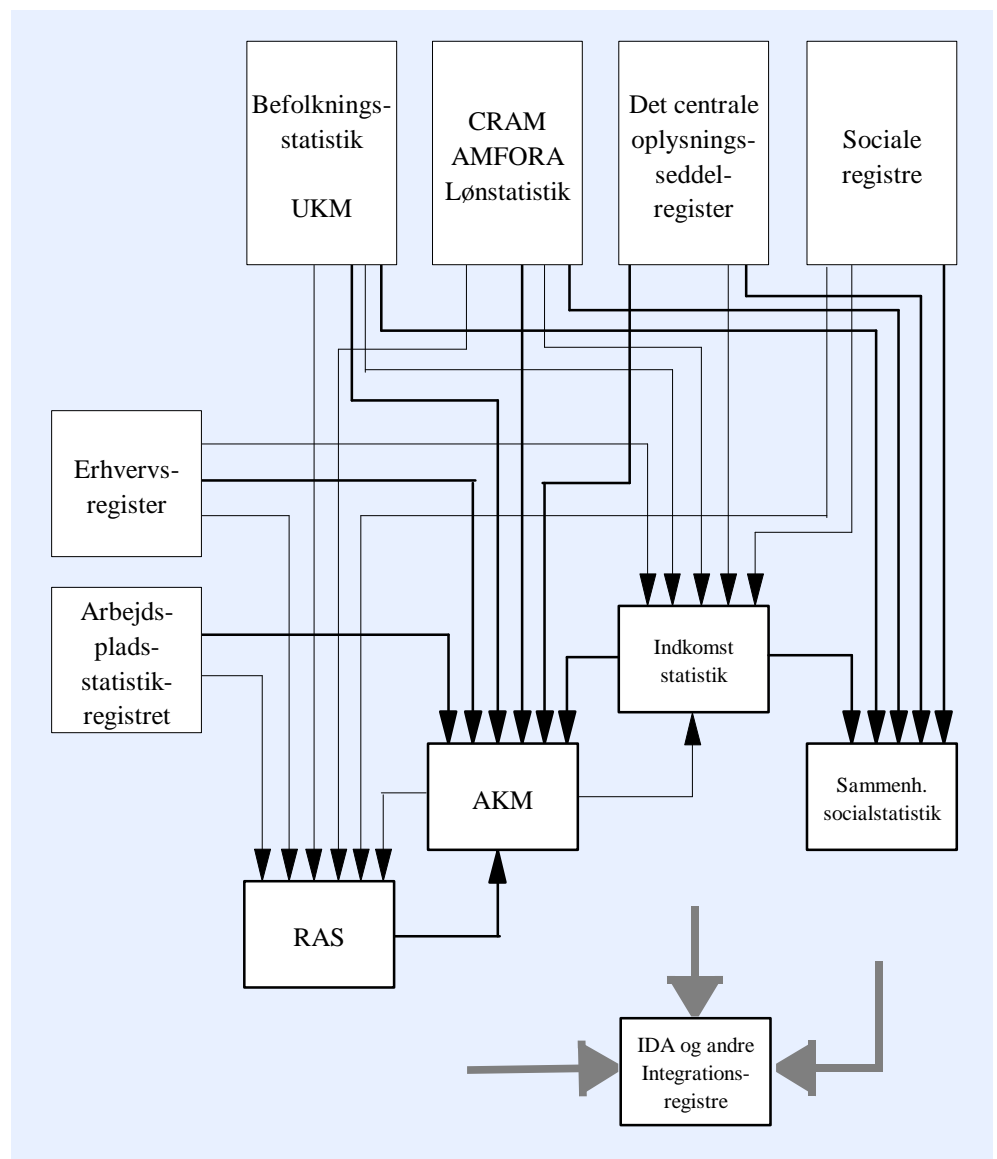 Befolknings-
statistik
UKM
CRAM
AMFORA
Lønstatistik
Det centrale
oplysnings-
seddel-
register
Sociale
registre
Erhvervs-
register
Arbejds-
plads-
statistik-
registret
Indkomst
statistik
AKM
Sammenh.
socialstatistik
RAS
IDA og andre
Integrations-
registre